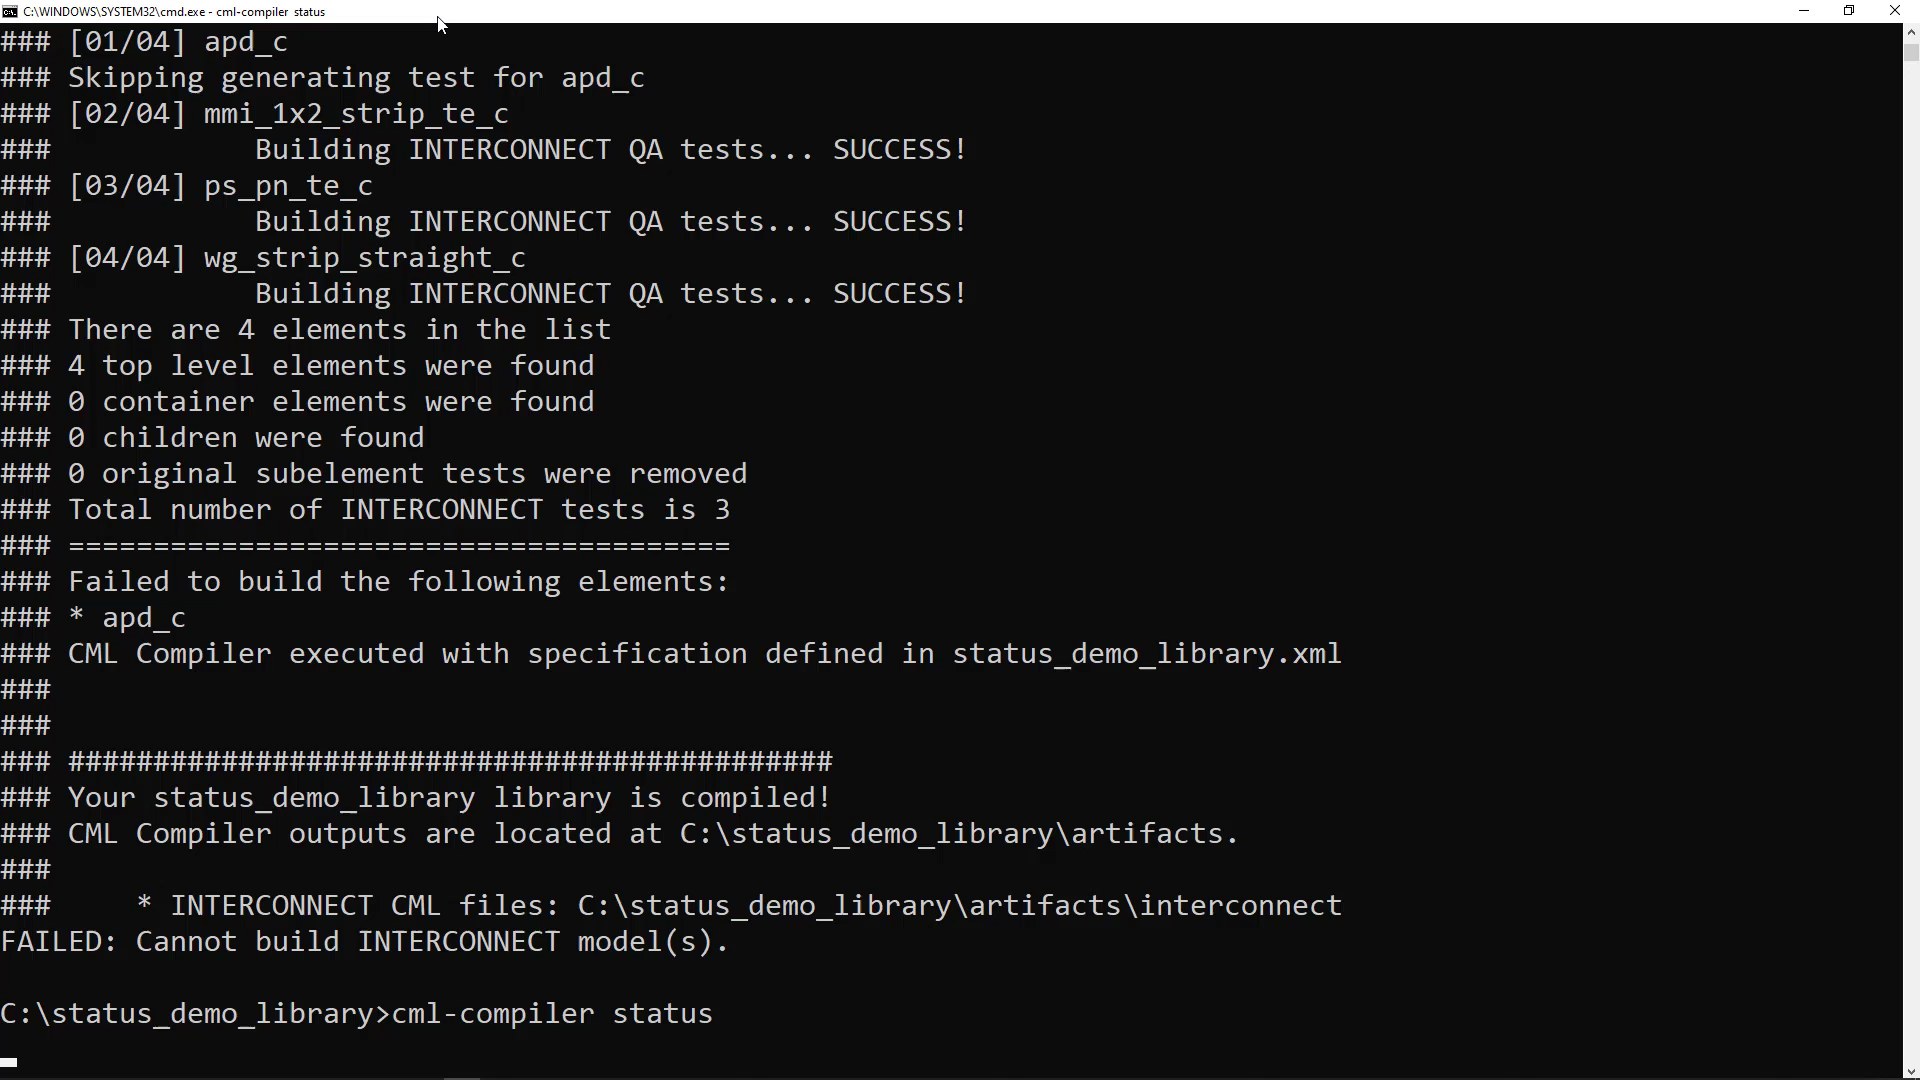 C:\WINDOWS\SYSTEM32\cmd.exe - cml-compiler status
### [01/04] apd_c
### Skipping generating test for apd_c
### [02/04] mmi_1x2_strip_te_c
### Building INTERCONNECT QA tests... SUCCESS!
### [03/04] ps_pn_te_c
### Building INTERCONNECT QA tests... SUCCESS!
### [04/04] wg_strip_straight_c
### Building INTERCONNECT QA tests... SUCCESS!
### There are 4 elements in the list
### 4 top level elements were found
### 0 container elements were found
### 0 children were found
### 0 original subelement tests were removed
### Total number of INTERCONNECT tests is 3
### =======================================
### Failed to build the following elements:
### * apd_c
### CML Compiler executed with specification defined in status_demo_library.xml
###
###
### #############################################
### Your status_demo_library library is compiled!
### CML Compiler outputs are located at C:\status_demo_library\artifacts.
###
### * INTERCONNECT CML files: C:\status_demo_library\artifacts\interconnect
FAILED: Cannot build INTERCONNECT model(s).
C:\status_demo_library>cml-compiler status